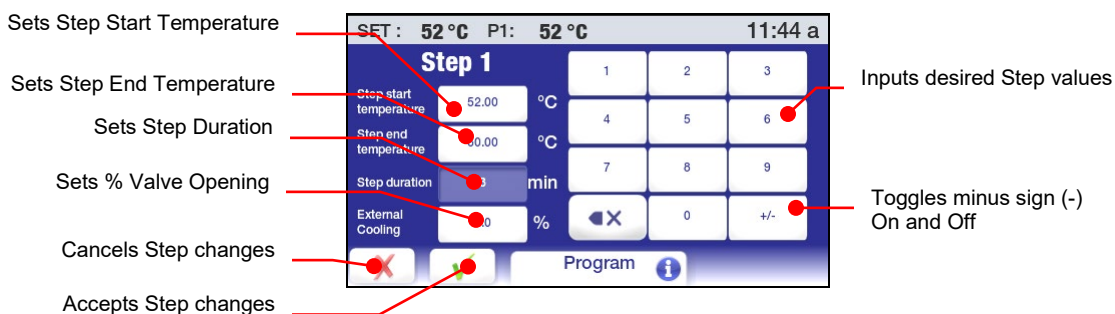 Sets Step Start Temperature
Sets Step End Temperature
Sets Step Duration
Sets % Valve Opening
Cancels Step changes
Accepts Step changes
SET : 52 °C P1: 52 °C 11:44 a
Step 1
Step start
temperature
52.00 °C
Step end
temperature
°C
Step duration
min
External
Cooling
%
1 2 3
4 5 6
7 8 9
X 0 +/-
Program i
Inputs desired Step values
Toggles minus sign (-)
On and Off